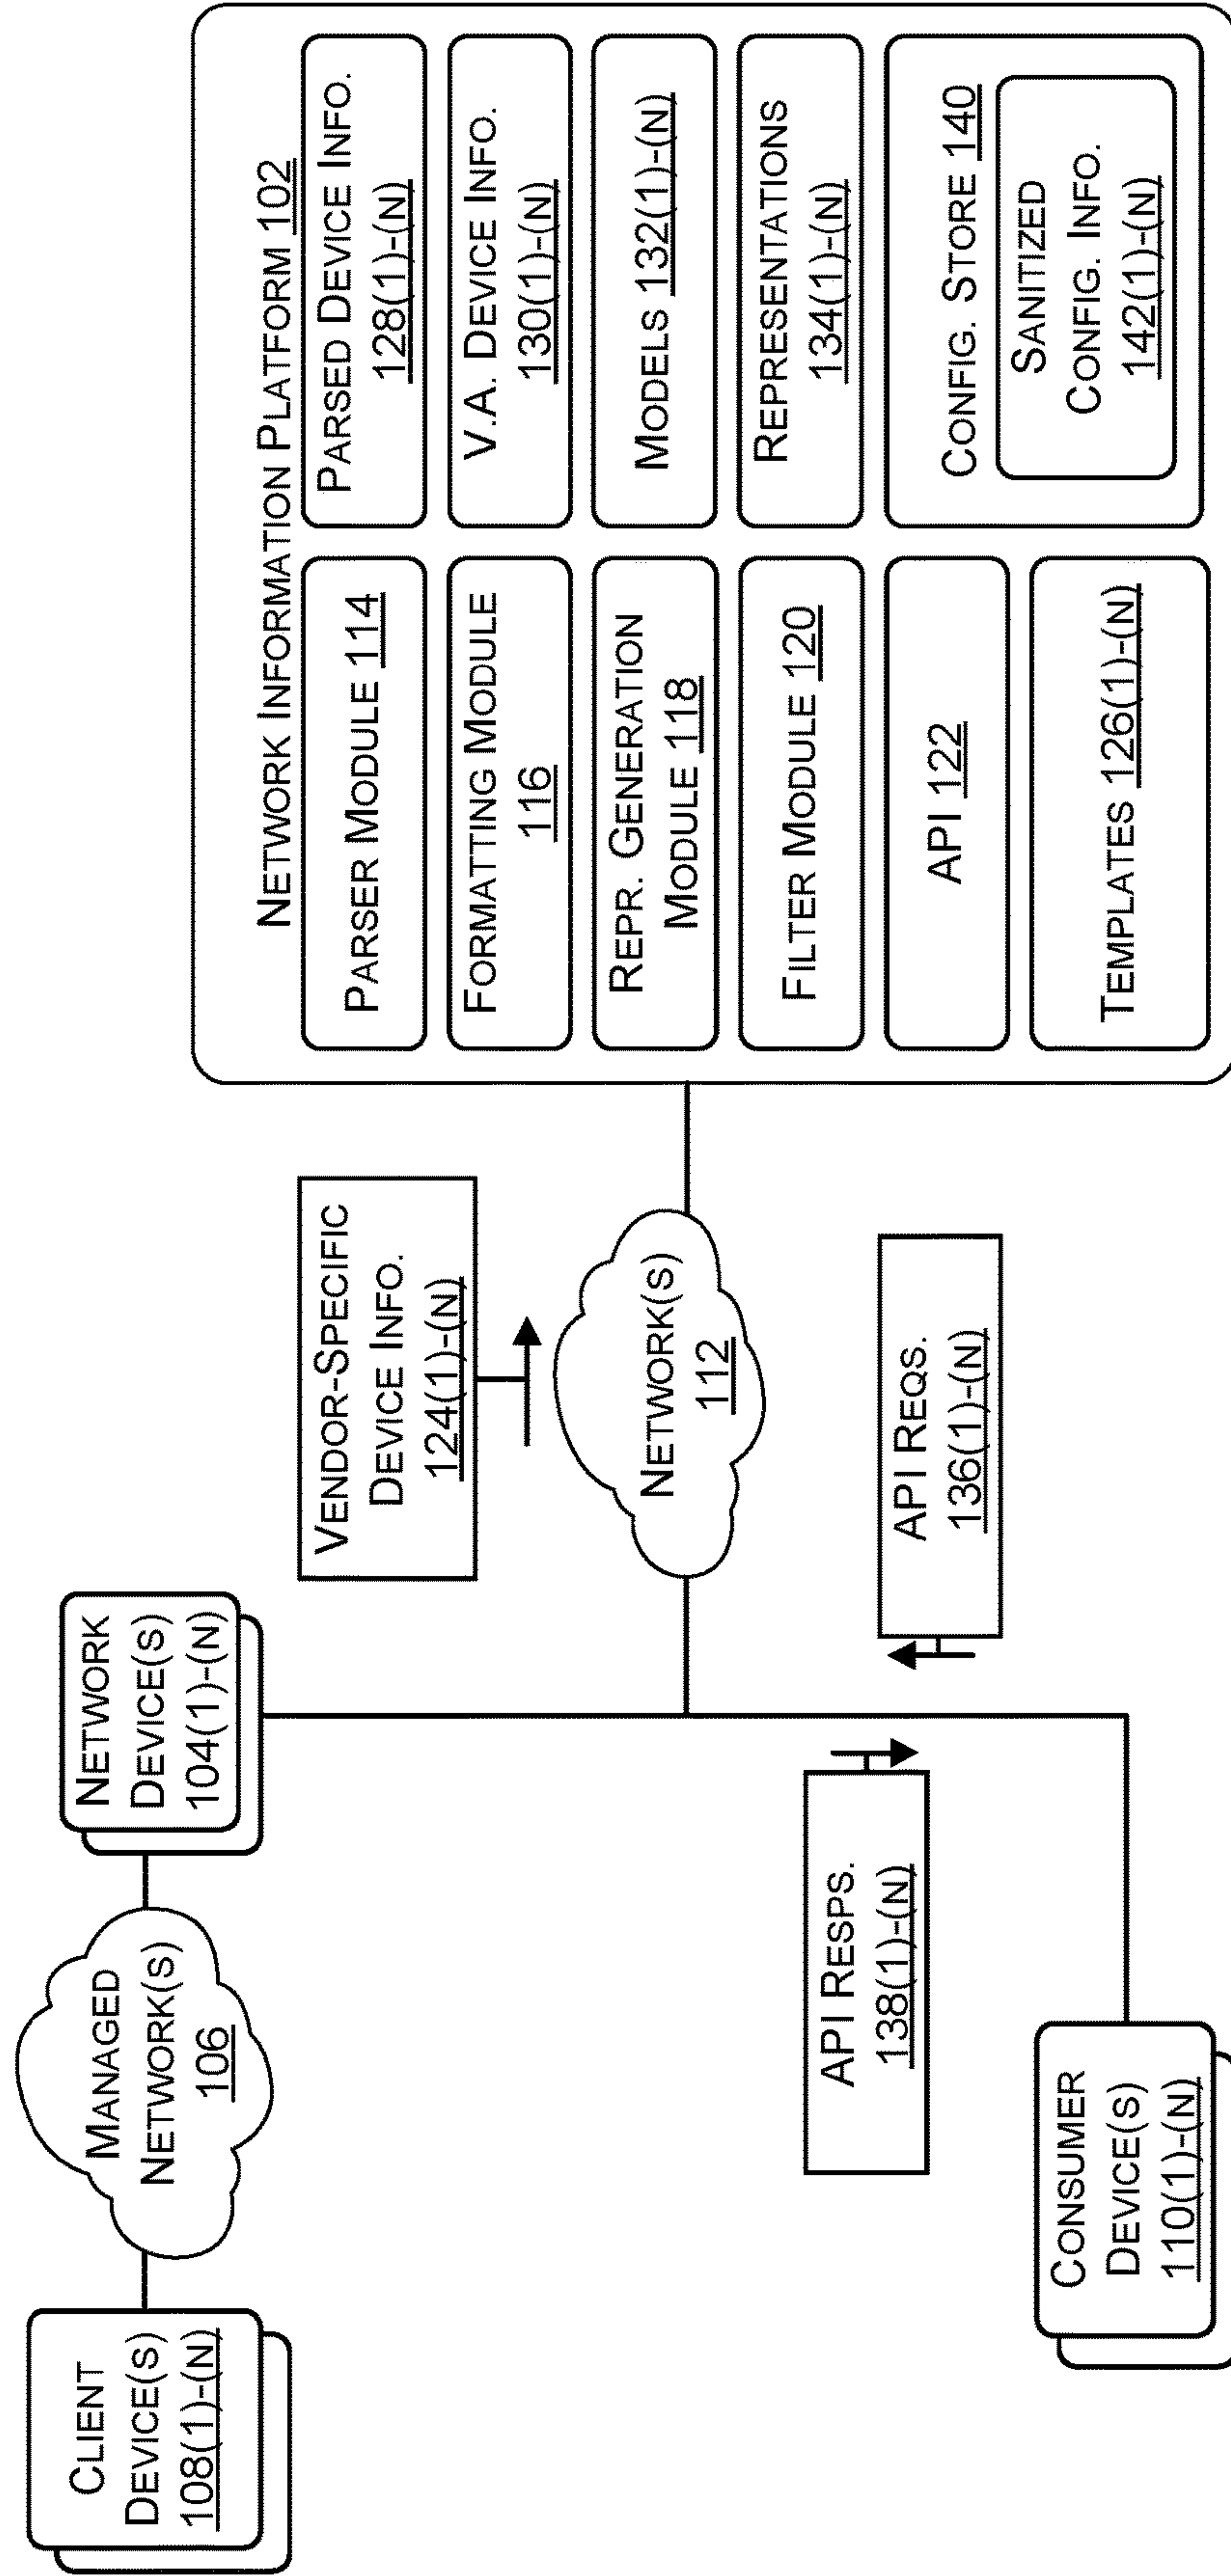 CLIENT
DEVICE(S)
108(1)-(N)
MANAGED
NETWORK(S)
106
NETWORK
DEVICE(S)
104(1)-(N)
VENDOR-SPECIFIC
DEVICE INFO.
124(1)-(N)
NETWORK(S)
112
API RESPS.
138(1)-(N)
API REQS.
136(1)-(N)
CONSUMER
DEVICE(S)
110(1)-(N)
NETWORK INFORMATION PLATFORM 102
PARSER MODULE 114
FORMATTING MODULE
116
REPR. GENERATION
MODULE 118
FILTER MODULE 120
API 122
TEMPLATES 126(1)-(N)
PARSED DEVICE INFO.
128(1)-(N)
V.A. DEVICE INFO.
130(1)-(N)
MODELS 132(1)-(N)
REPRESENTATIONS
134(1)-(N)
CONFIG. STORE 140
SANITIZED
CONFIG. INFO.
142(1)-(N)